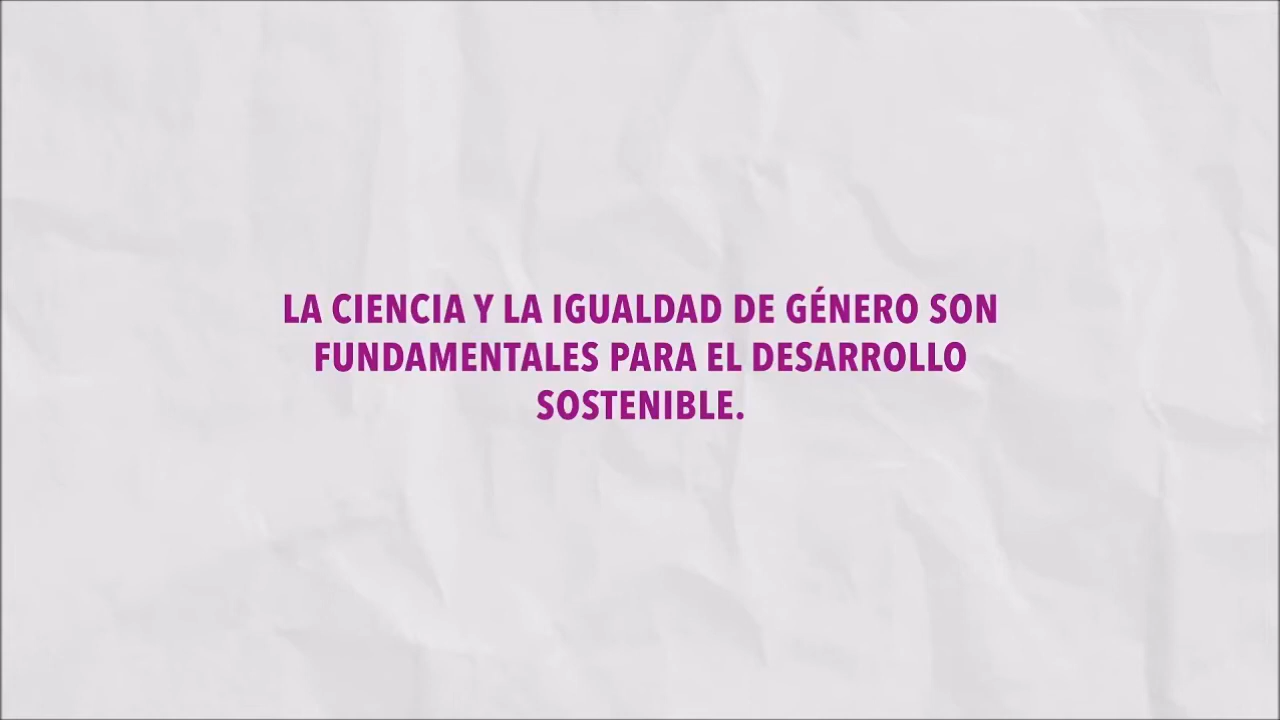 LA CIENCIA Y LA IGUALDAD DE GÉNERO SON
FUNDAMENTALES PARA EL DESARROLLO
SOSTENIBLE.